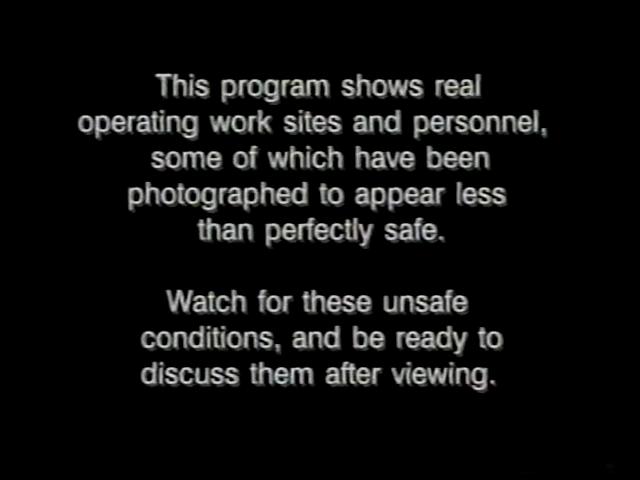 This program shows real
operating work sites and personnel,
some of which have been
photographed to appear less
than perfectly safe.
Watch for these unsafe
conditions, and be ready to
discuss them after viewing.